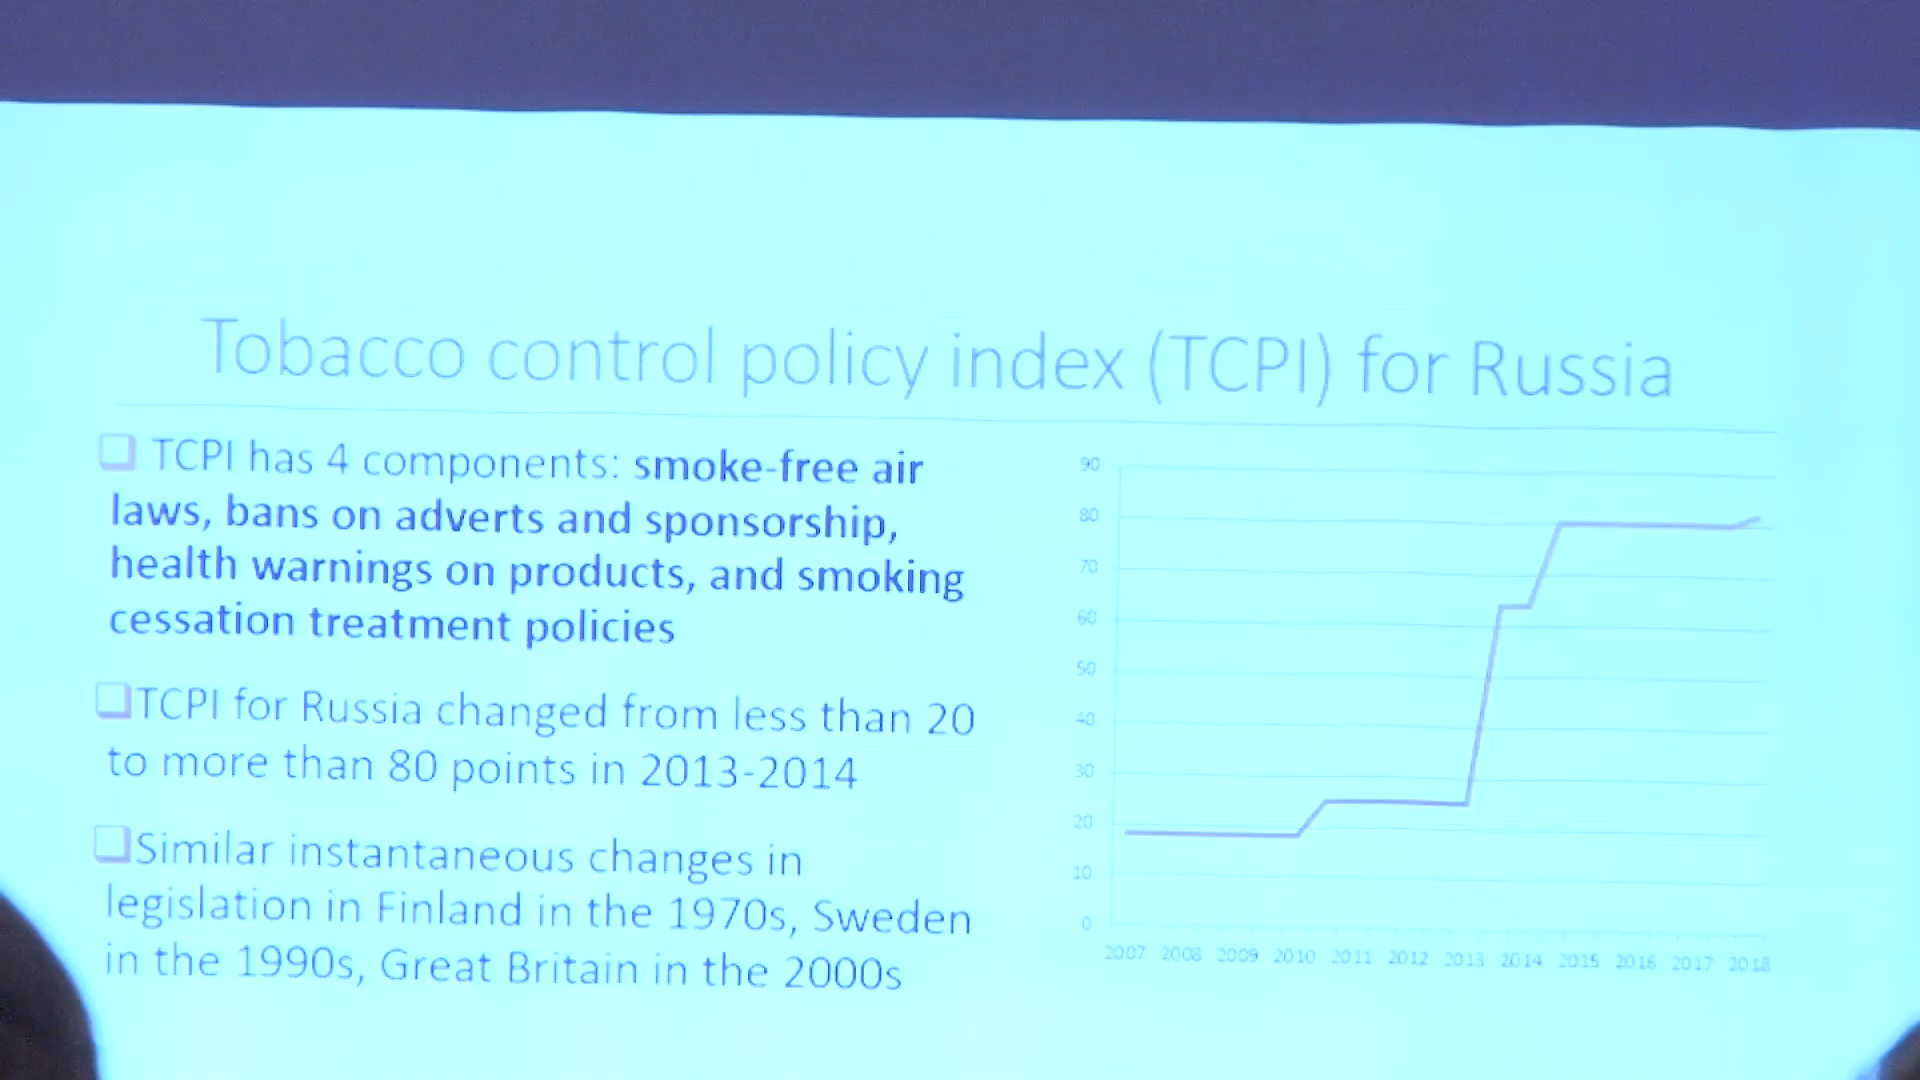 Tobacco control policy index (TCPI) for Russia
TCPI has 4 components: smoke-free air
laws, bans on adverts and sponsorship,
health warnings on products, and smoking
cessation treatment policies
TCPI for Russia changed from less than 20
to more than 80 points in 2013-2014
Similar instantaneous changes in
legislation in Finland in the 1970s, Sweden
in the 1990s, Great Britain in the 2000s
90
80
70
60
50
40
30
20
10
0
2007 2008 2009 2010 2011 2012 2013 2014 2015 2016 2017 2018